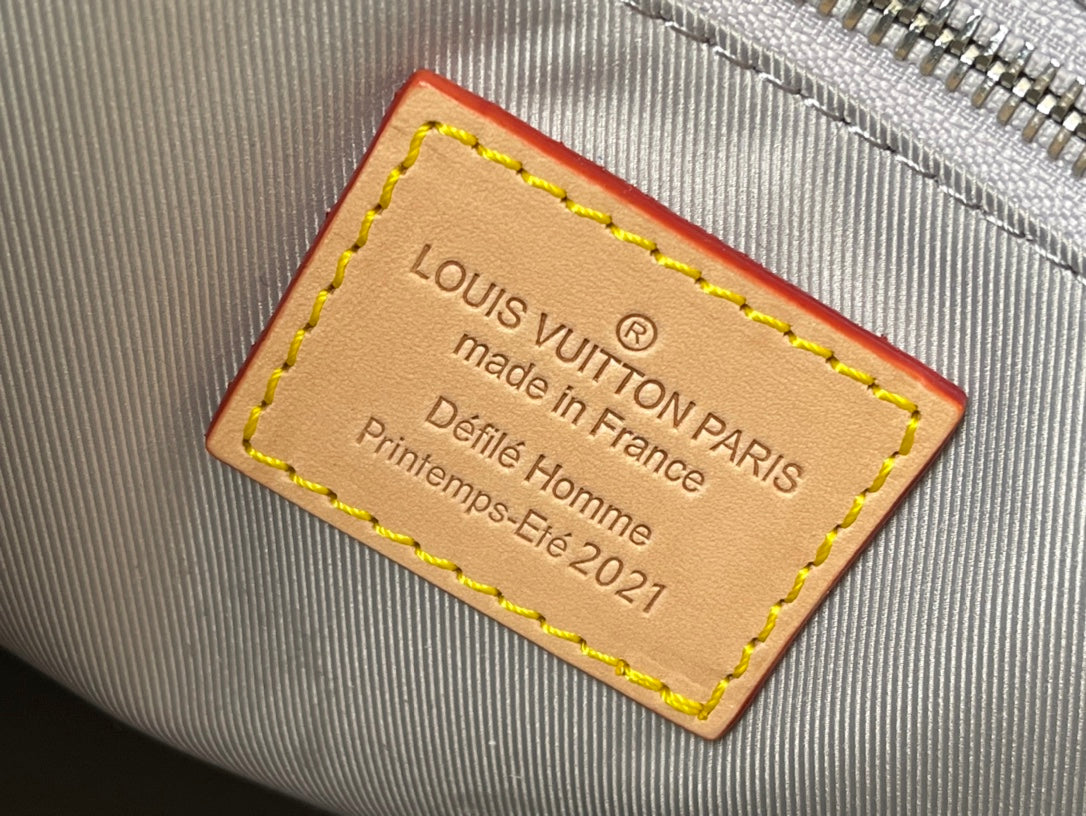 ®
LOUIS VUITTON PARIS
made in France
Défilé Homme
Printemps-Eté 2021